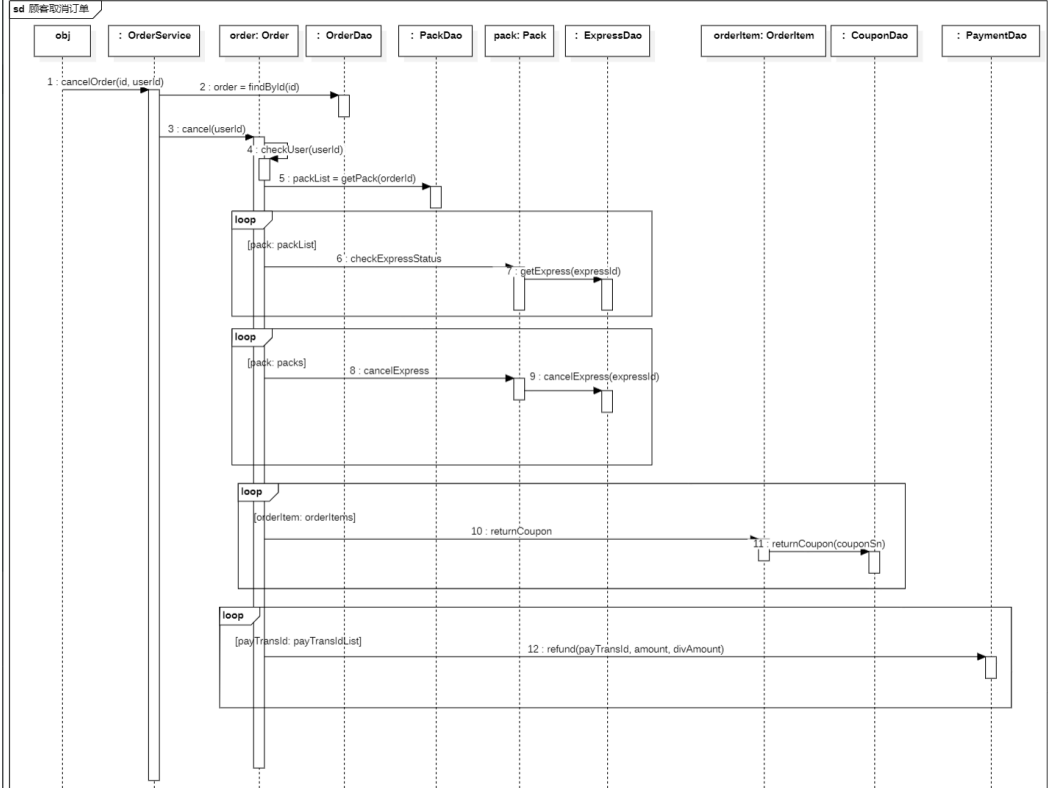 sd 顾客取消订单
obj
: OrderService
order: Order
: OrderDao
: PackDao
pack: Pack
: ExpressDao
orderItem: OrderItem
: CouponDao
: PaymentDao
1 : cancelOrder(id, userId)
2 : order = findById(id)
3 : cancel(userId)
4 : checkUser(userId)
5 : packList = getPack(orderId)
loop
[pack: packList]
6 : checkExpressStatus
7 : getExpress(expressId)
loop
[pack: packs]
8 : cancelExpress
9 : cancelExpress(expressId)
loop
[orderItem: orderItems]
10 : returnCoupon
11 : returnCoupon(couponSn)
loop
[payTransId: payTransIdList]
12 : refund(payTransId, amount, divAmount)